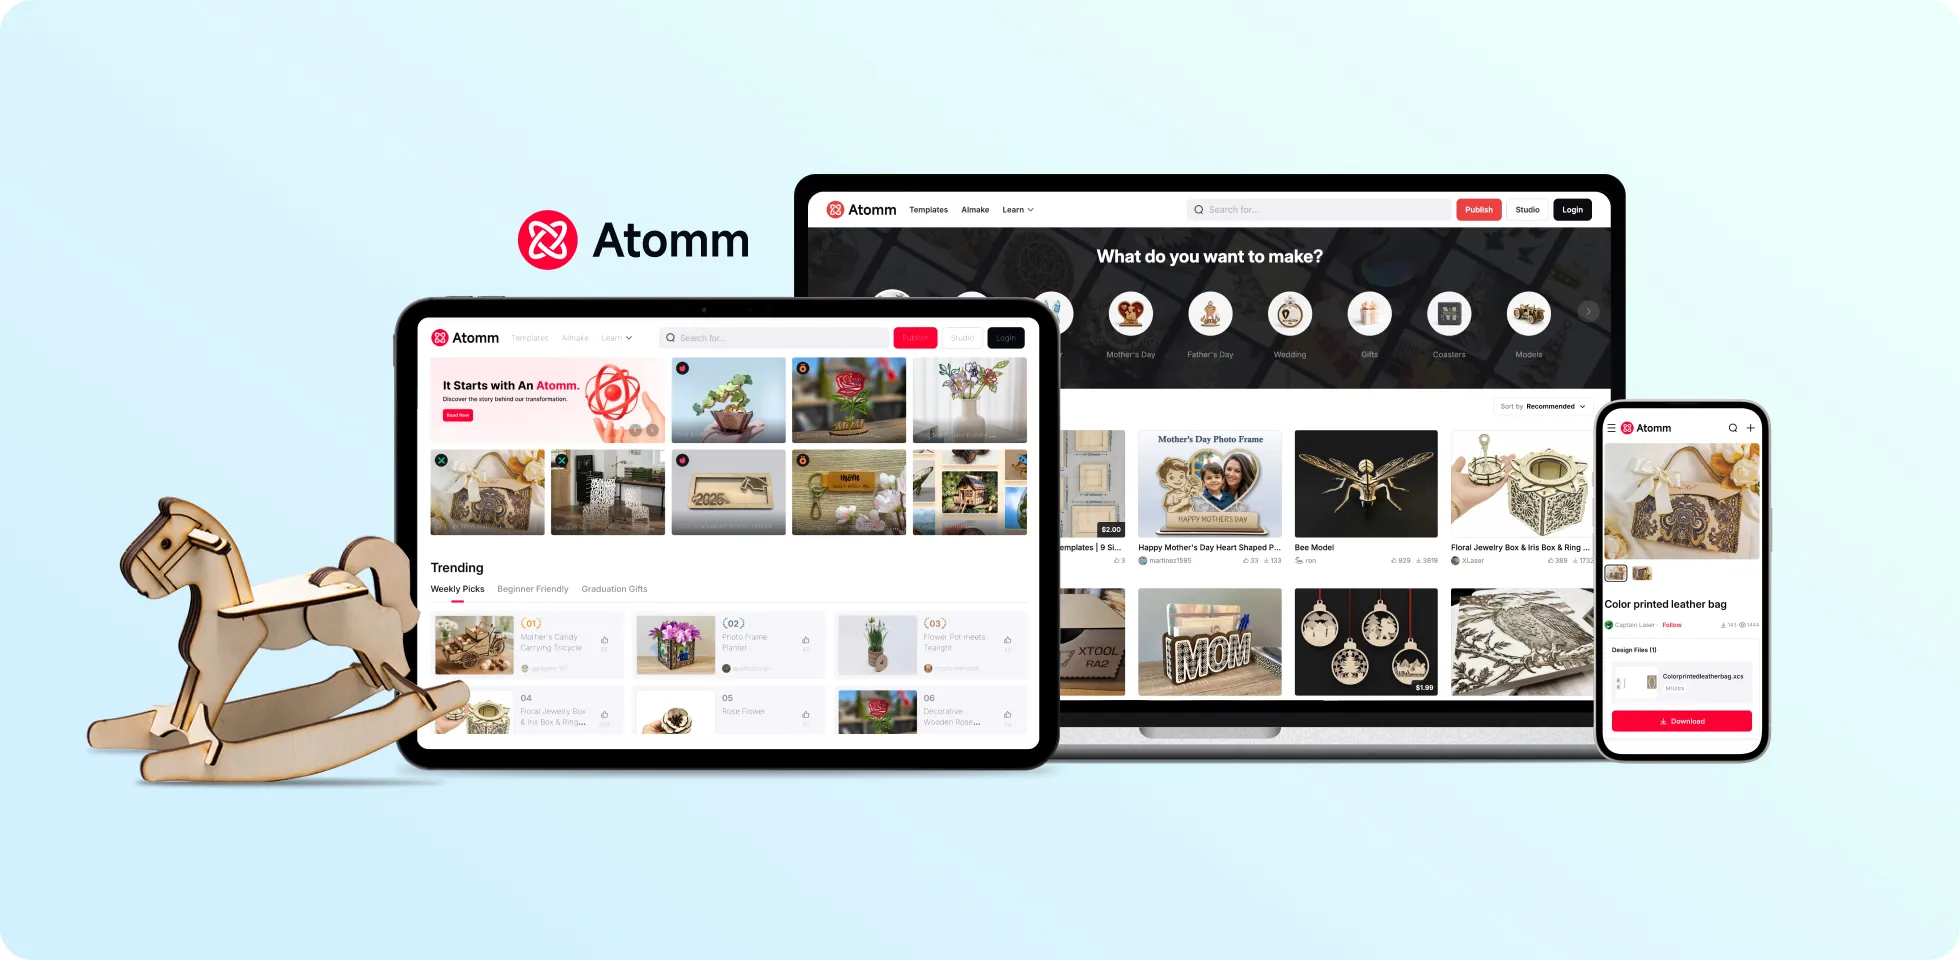 Atomm
Atomm
Templates
AImake
Learn
Search for...
Publish
Studio
Login
What do you want to make?
Mother's Day
Father's Day
Wedding
Gifts
Coasters
Models
Sort by Recommended
$2.00
emplates | 9 Si...
3
Mother's Day Photo Frame
HAPPY MOTHER'S DAY
Happy Mother's Day Heart Shaped P...
martinez1595
33
133
Bee Model
ron
929
3819
Floral Jewelry Box & Iris Box & Ring ...
XLaser
389
1732
XTOOL
RA2
MOM
$1.99
Atomm
Templates
AImake
Learn
Search for...
Publish
Studio
Login
It Starts with An Atomm.
Discover the story behind our transformation.
Read Now
MOM
2025
mom
Trending
Weekly Picks
Beginner Friendly
Graduation Gifts
01
Mother's Candy
Carrying Tricycle
02
Photo Frame
Planter
03
Flower Pot meets
Tealight
04
Floral Jewelry Box
& Iris Box & Ring...
05
Rose Flower
06
Decorative
Wooden Rose...
Atomm
Color printed leather bag
Captain Laser
Follow
143
1444
Design Files (1)
Colorprintedleatherbag.xcs
Download